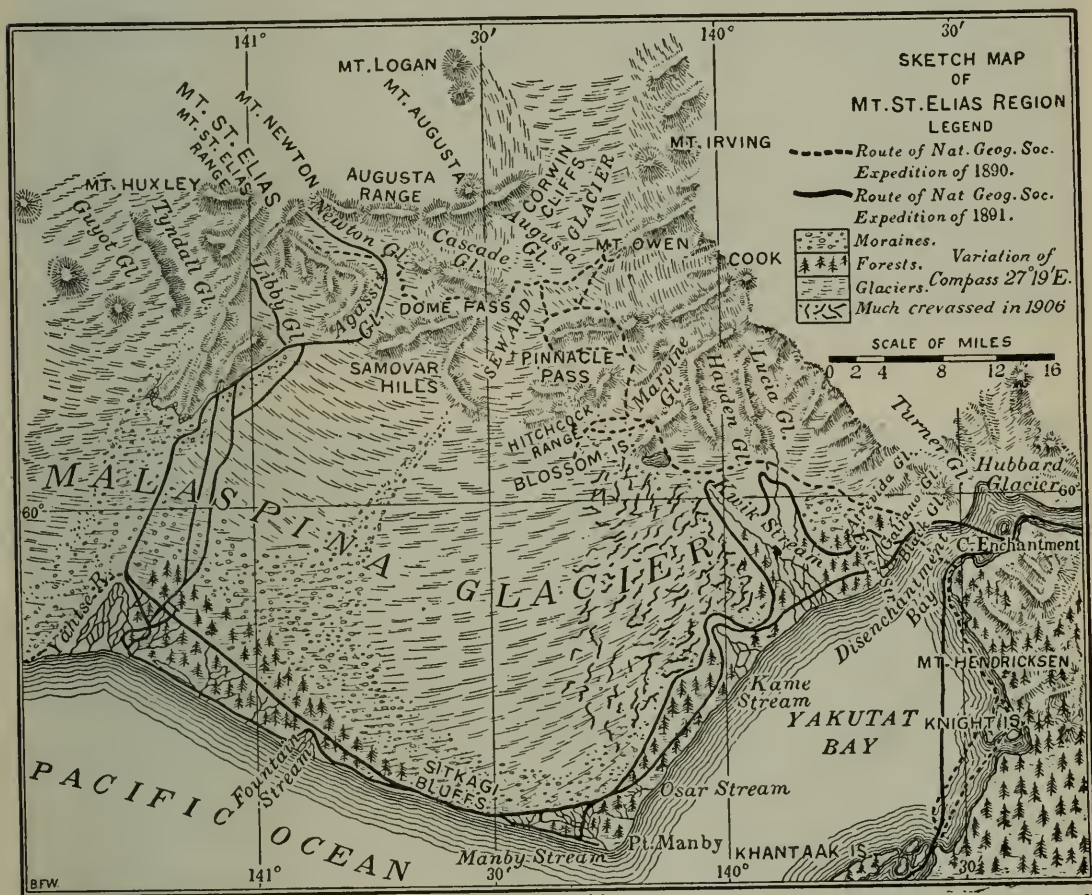 141°
30'
140°
30'
SKETCH MAP
OF
MT. ST. ELIAS REGION
LEGEND
Route of Nat. Geog. Soc.
Expedition of 1890.
Route of Nat Geog. Soc.
Expedition of 1891.
Moraines.
Forests.
Glaciers.
Variation of
Compass 27°19'E.
Much crevassed in 1906
SCALE OF MILES
0 2 4 8 12 16
MT. LOGAN
MT. AUGUSTA
MT. NEWTON
MT. ST. ELIAS
MT. ST. ELIAS
RANGE
MT. HUXLEY
AUGUSTA
RANGE
CORWIN
CLIFFS
MT. IRVING
Guyot Gl.
Tyndall Gl.
Libby Gl.
Newton Gl.
Agassiz
Gl.
Cascade
Gl.
Augusta
Gl.
SEWARD
GLACIER
MT. OWEN
COOK
DOME PASS
SAMOVAR
HILLS
PINNACLE
PASS
HITCHCOCK
RANGE
BLOSSOM IS.
Marvine
Gl.
Hayden Gl.
Lucia Gl.
Turner Gl.
Hubbard
Glacier
60°
60°
MALASPINA
GLACIER
Kwik Stream
Atrevida Gl.
Galiano Gl.
Black Gl.
Esker
C. Enchantment
Disenchantment
Bay
MT. HENDRICKSEN
KNIGHT IS.
YAKUTAT
BAY
Yahtse R.
Kame
Stream
Osar Stream
Fountain
Stream
SITKAGI
BLUFFS
Manby Stream
Pt. Manby
KHANTAAK IS.
PACIFIC OCEAN
B.F.W.
141°
140°
30'